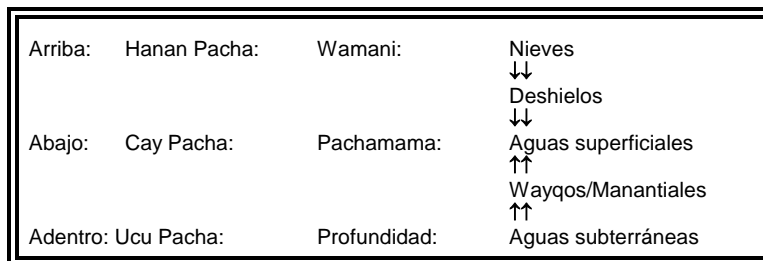 Arriba: Hanan Pacha: Wamani: Nieves
↓↓
Deshielos
↓↓
Abajo: Cay Pacha: Pachamama: Aguas superficiales
↑↑
Wayqos/Manantiales
↑↑
Adentro: Ucu Pacha: Profundidad: Aguas subterráneas